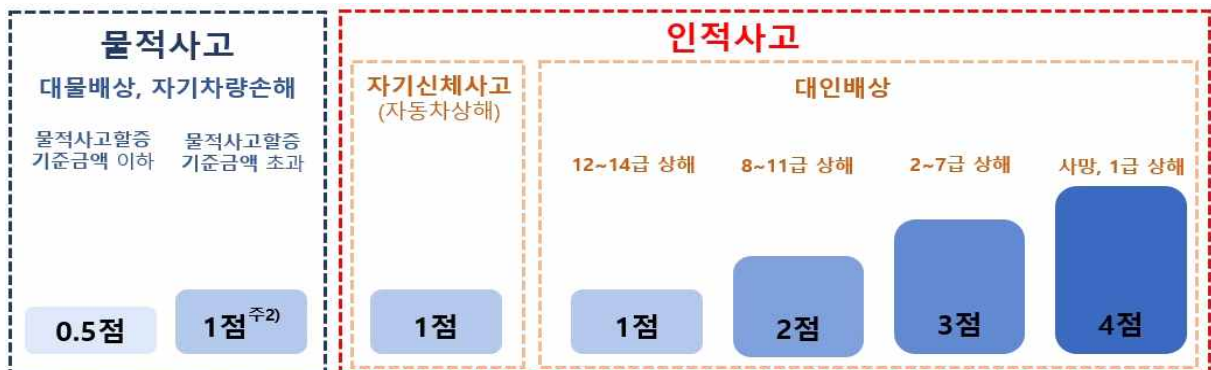 물적사고
대물배상, 자기차량손해
물적사고할증
기준금액 이하
물적사고할증
기준금액 초과
0.5점
1점주2)
인적사고
자기신체사고
(자동차상해)
1점
대인배상
12~14급 상해
8~11급 상해
2~7급 상해
사망, 1급 상해
1점
2점
3점
4점